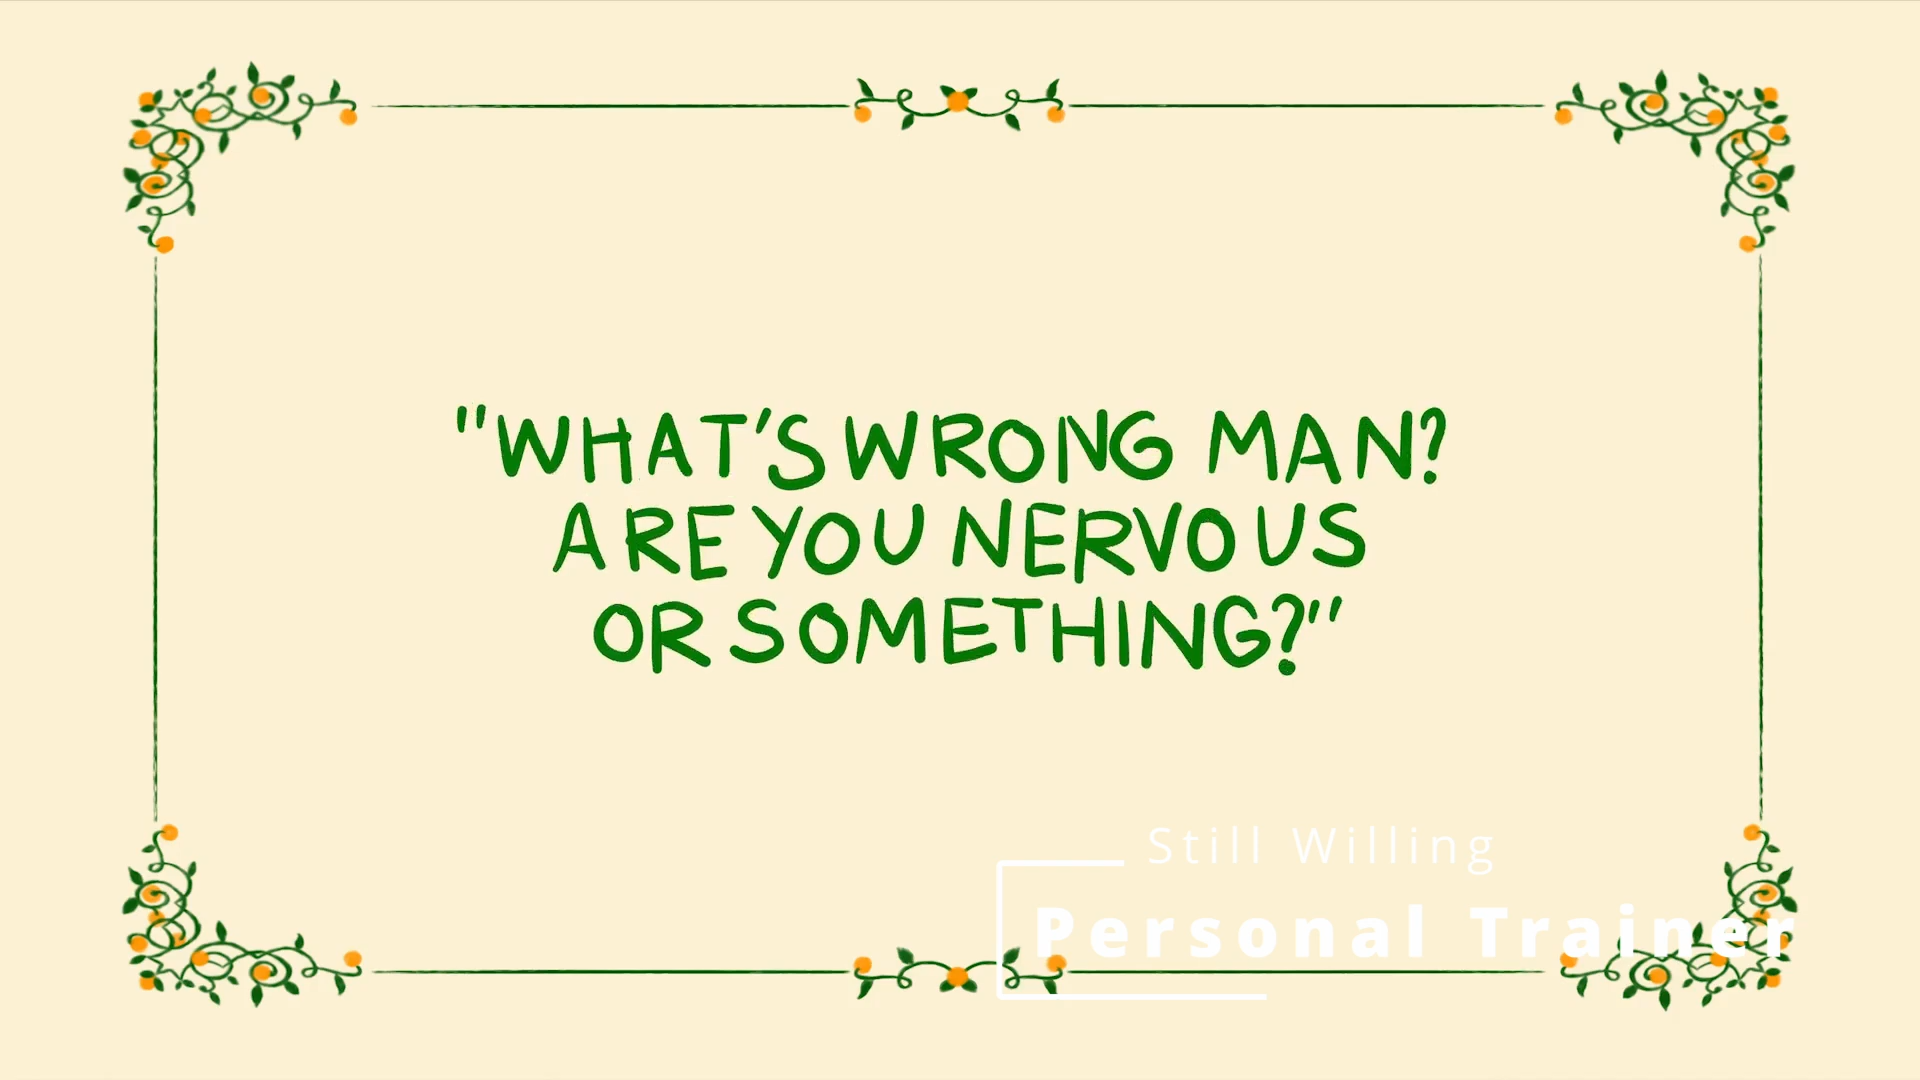 "WHAT'S WRONG MAN?
ARE YOU NERVOUS
OR SOMETHING?"
Still Willing
Personal Trainer